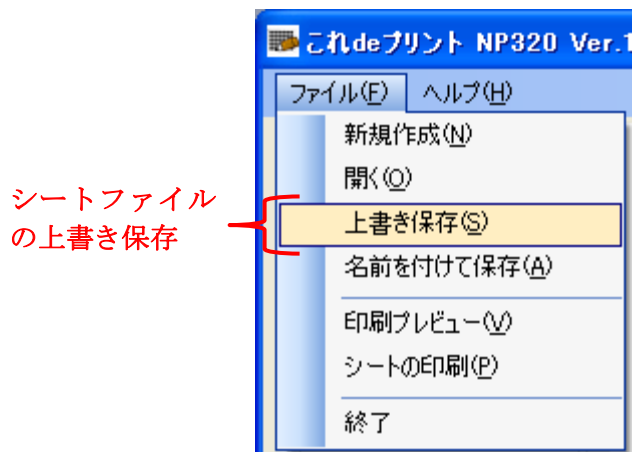 これdeプリント NP320 Ver.1
ファイル(F) ヘルプ(H)
新規作成(N)
開く(O)
シートファイル
の上書き保存
上書き保存(S)
名前を付けて保存(A)
印刷プレビュー(V)
シートの印刷(P)
終了